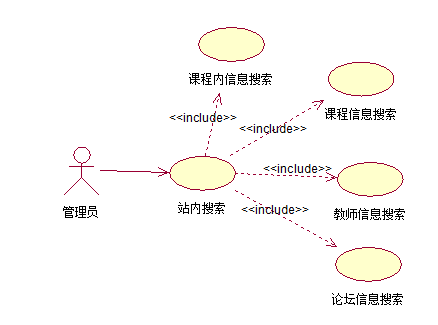 课程内信息搜索
<<include>>
课程信息搜索
<<include>>
<<include>>
管理员
站内搜索
<<include>>
教师信息搜索
论坛信息搜索